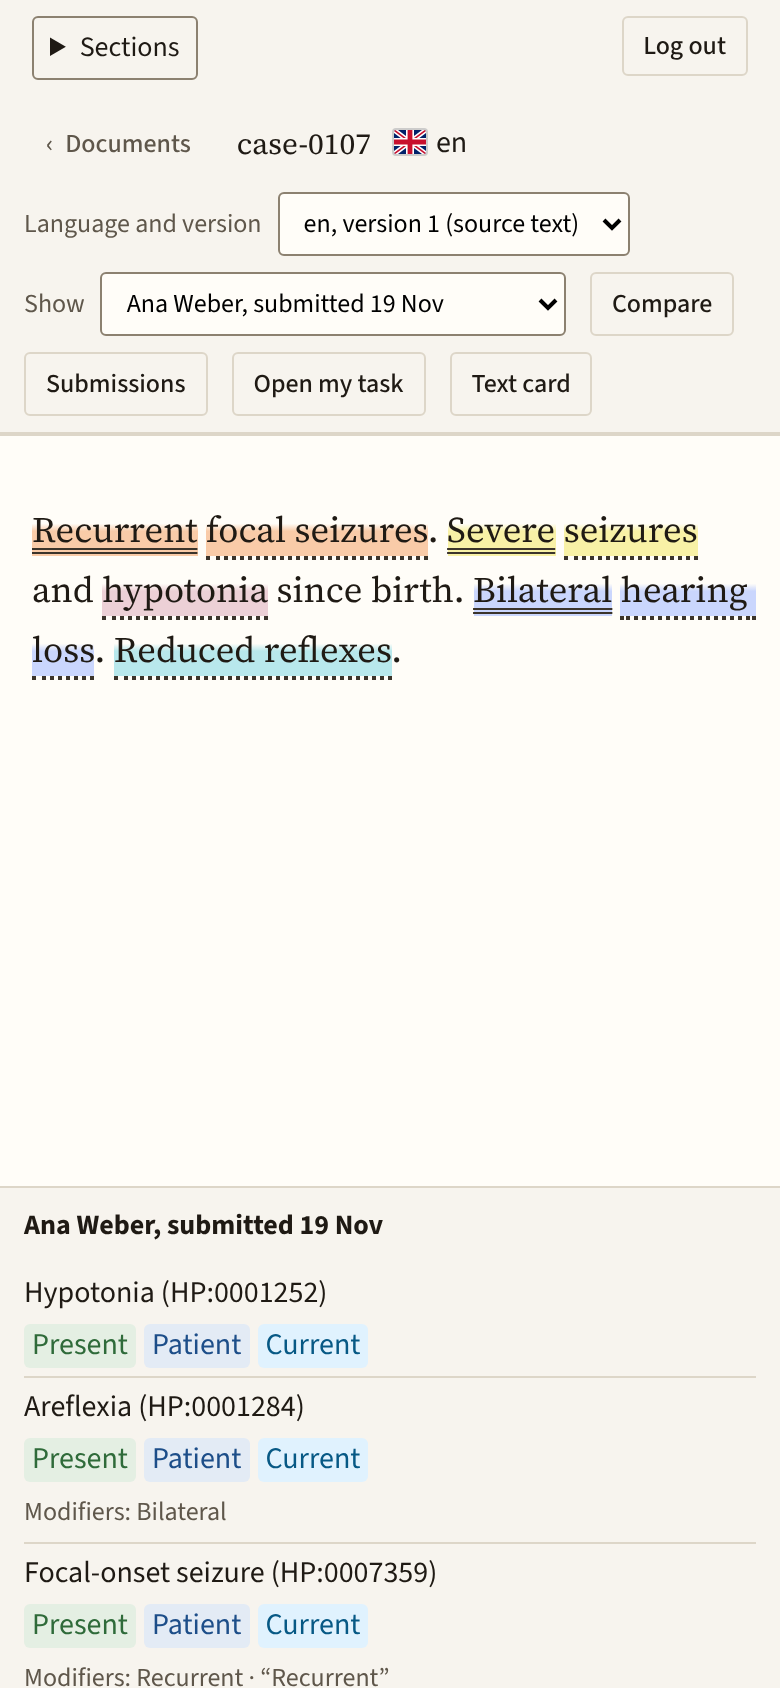 ▶ Sections
Log out
‹ Documents
case-0107
en
Language and version
en, version 1 (source text)
Show
Ana Weber, submitted 19 Nov
Compare
Submissions
Open my task
Text card
Recurrent focal seizures. Severe seizures
and hypotonia since birth. Bilateral hearing
loss. Reduced reflexes.
Ana Weber, submitted 19 Nov
Hypotonia (HP:0001252)
Present Patient Current
Areflexia (HP:0001284)
Present Patient Current
Modifiers: Bilateral
Focal-onset seizure (HP:0007359)
Present Patient Current
Modifiers: Recurrent · “Recurrent”